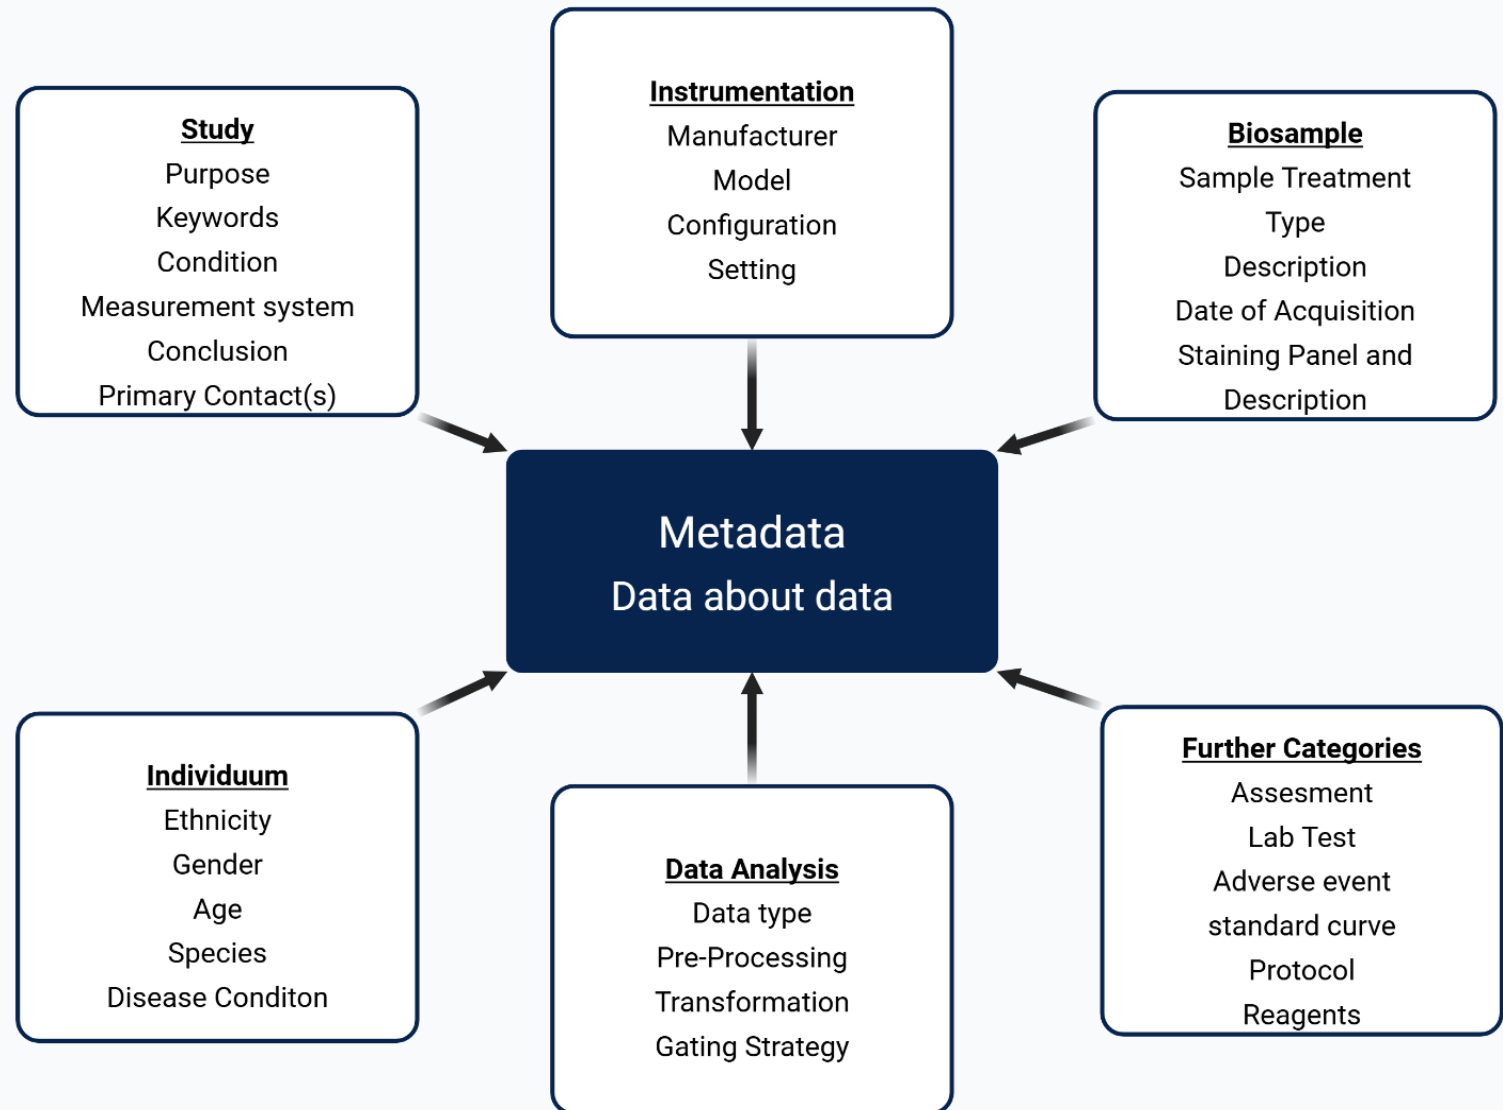 Study
Purpose
Keywords
Condition
Measurement system
Conclusion
Primary Contact(s)
Instrumentation
Manufacturer
Model
Configuration
Setting
Biosample
Sample Treatment
Type
Description
Date of Acquisition
Staining Panel and
Description
Metadata
Data about data
Individuum
Ethnicity
Gender
Age
Species
Disease Conditon
Data Analysis
Data type
Pre-Processing
Transformation
Gating Strategy
Further Categories
Assesment
Lab Test
Adverse event
standard curve
Protocol
Reagents